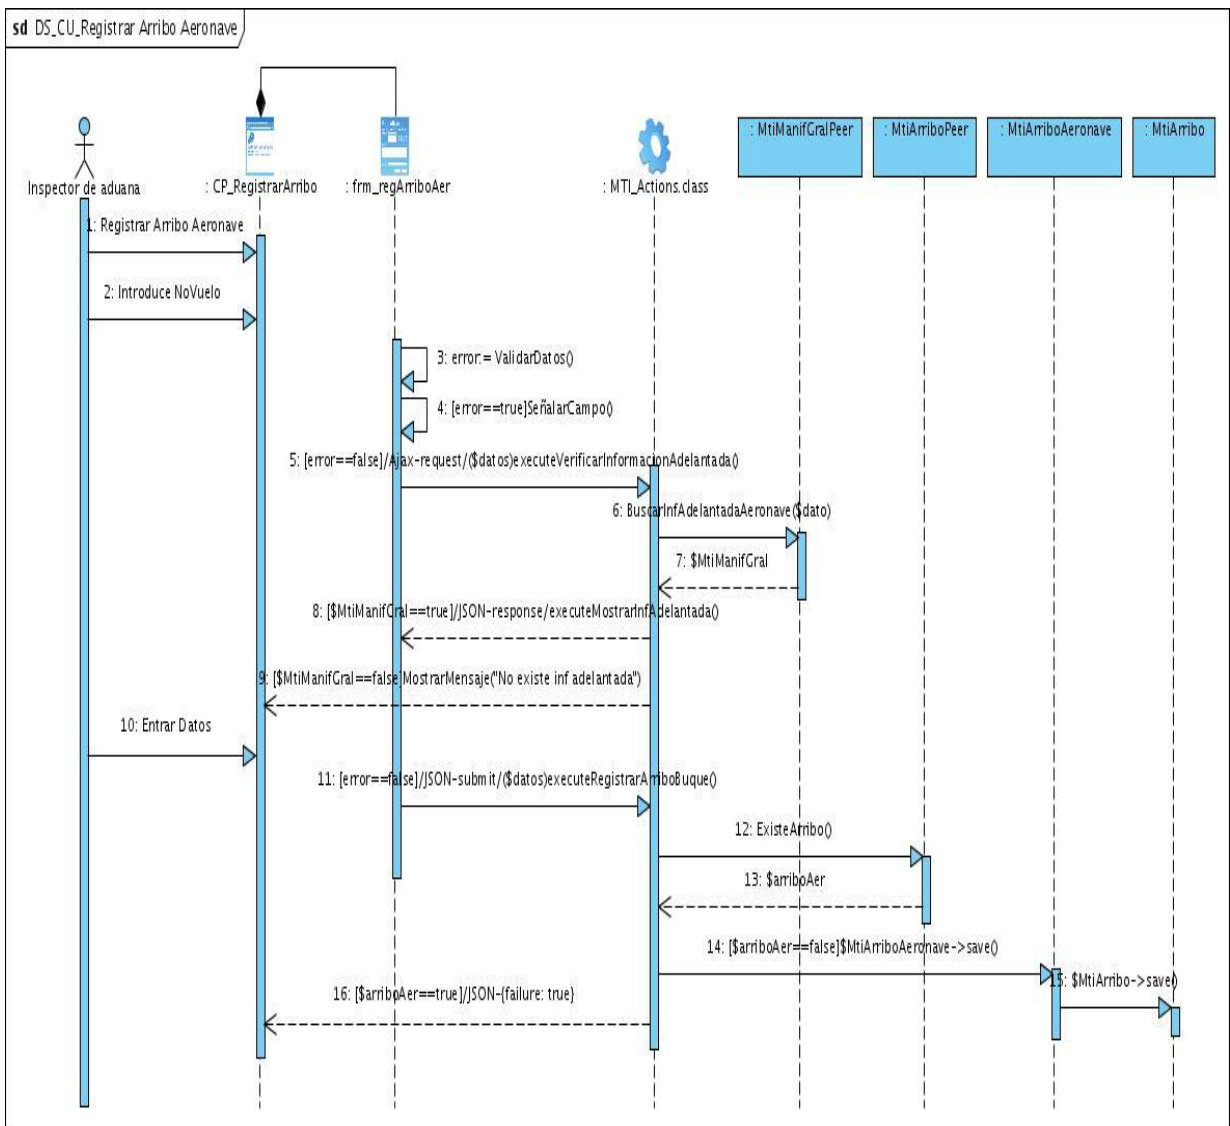 sd DS_CU_Registrar Arribo Aeronave
: MtiManifGralPeer
: MtiArriboPeer
: MtiArriboAeronave
: MtiArribo
Inspector de aduana
: CP_RegistrarArribo
: frm_regArriboAer
: MTI_Actions.class
1: Registrar Arribo Aeronave
2: Introduce NoVuelo
3: error:= ValidarDatos()
4: [error==true]SeñalarCampo()
5: [error==false]/Ajax-request/($datos)executeVerificarInformacionAdelantada()
6: BuscarInfAdelantadaAeronave($dato)
7: $MtiManifGral
8: [$MtiManifGral==true]/JSON-response/executeMostrarInfAdelantada()
9: [$MtiManifGral==false]MostrarMensaje("No existe inf adelantada")
10: Entrar Datos
11: [error==false]/JSON-submit/($datos)executeRegistrarArriboBuque()
12: ExisteArribo()
13: $arriboAer
14: [$arriboAer==false]$MtiArriboAeronave->save()
15: $MtiArribo->save()
16: [$arriboAer==true]/JSON-{failure: true}